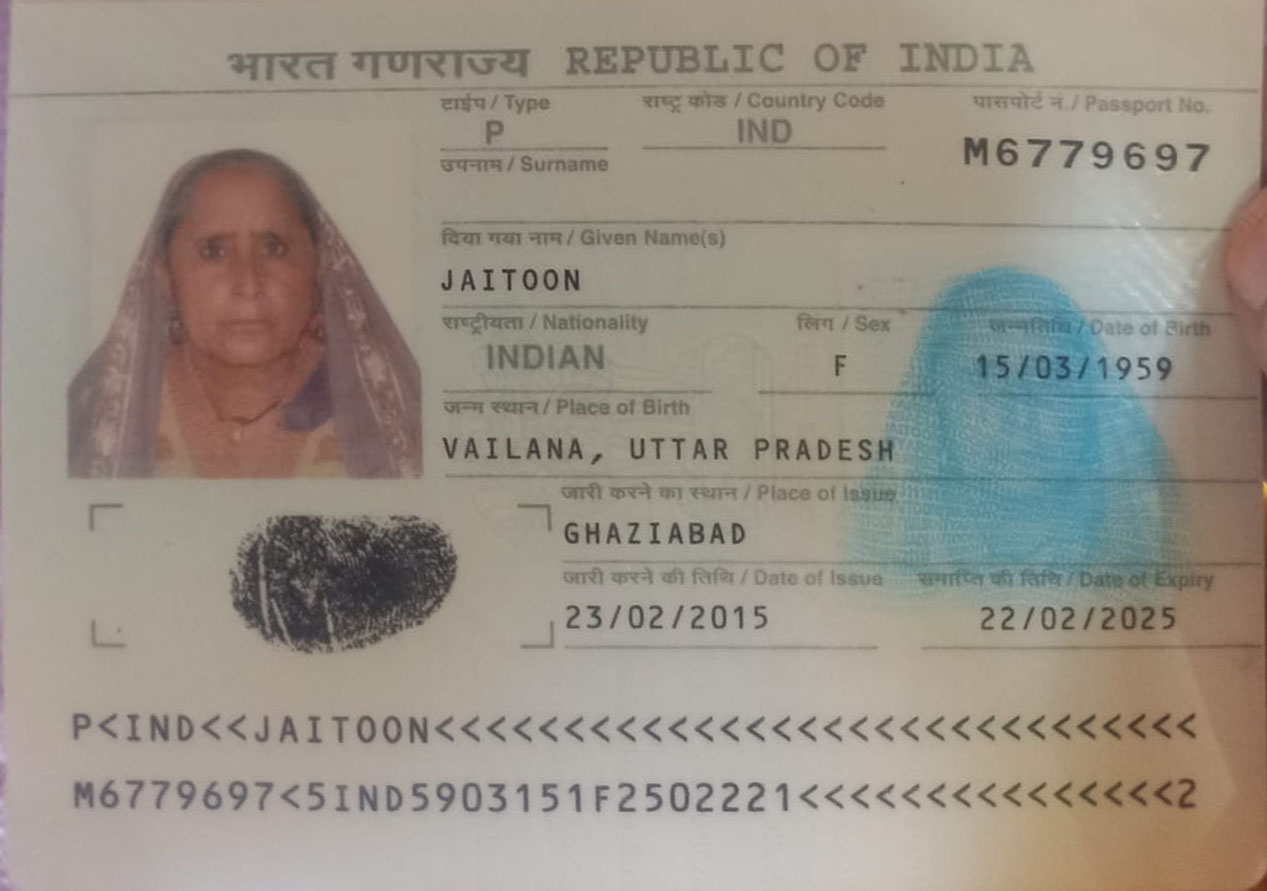 भारत गणराज्य REPUBLIC OF INDIA
टाईप / Type राष्ट्र कोड / Country Code पासपोर्ट नं. / Passport No.
P IND M6779697
उपनाम / Surname
दिया गया नाम / Given Name(s)
JAITOON
राष्ट्रीयता / Nationality लिंग / Sex जन्मतिथि / Date of Birth
INDIAN F 15/03/1959
जन्म स्थान / Place of Birth
VAILANA, UTTAR PRADESH
जारी करने का स्थान / Place of Issue
GHAZIABAD
जारी करने की तिथि / Date of Issue समाप्ति की तिथि / Date of Expiry
23/02/2015 22/02/2025
P<IND<<JAITOON<<<<<<<<<<<<<<<<<<<<<<<<<<<<<<
M6779697<5IND5903151F2502221<<<<<<<<<<<<<<<2